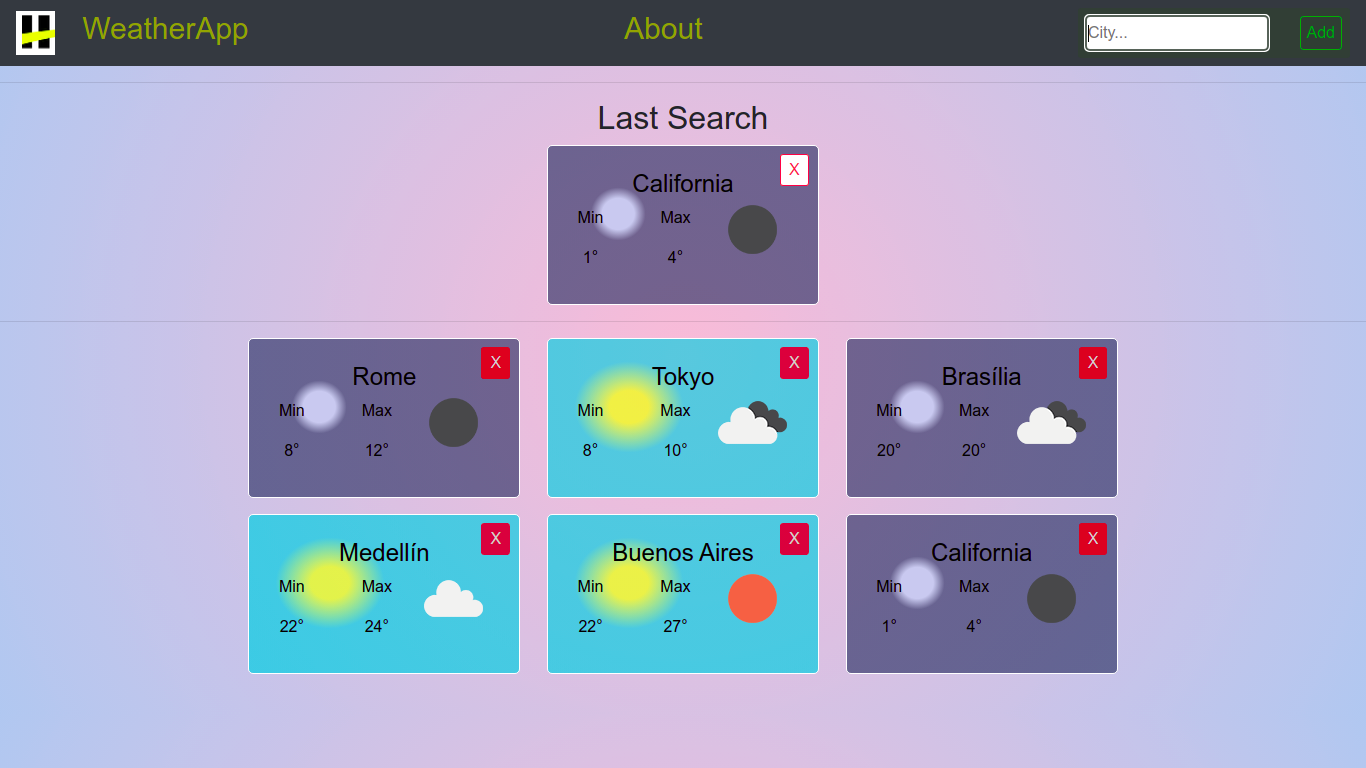 WeatherApp About City... Add
Last Search
X
California
Min Max
1° 4°
X
Rome
Min Max
8° 12°
X
Tokyo
Min Max
8° 10°
X
Brasília
Min Max
20° 20°
X
Medellín
Min Max
22° 24°
X
Buenos Aires
Min Max
22° 27°
X
California
Min Max
1° 4°